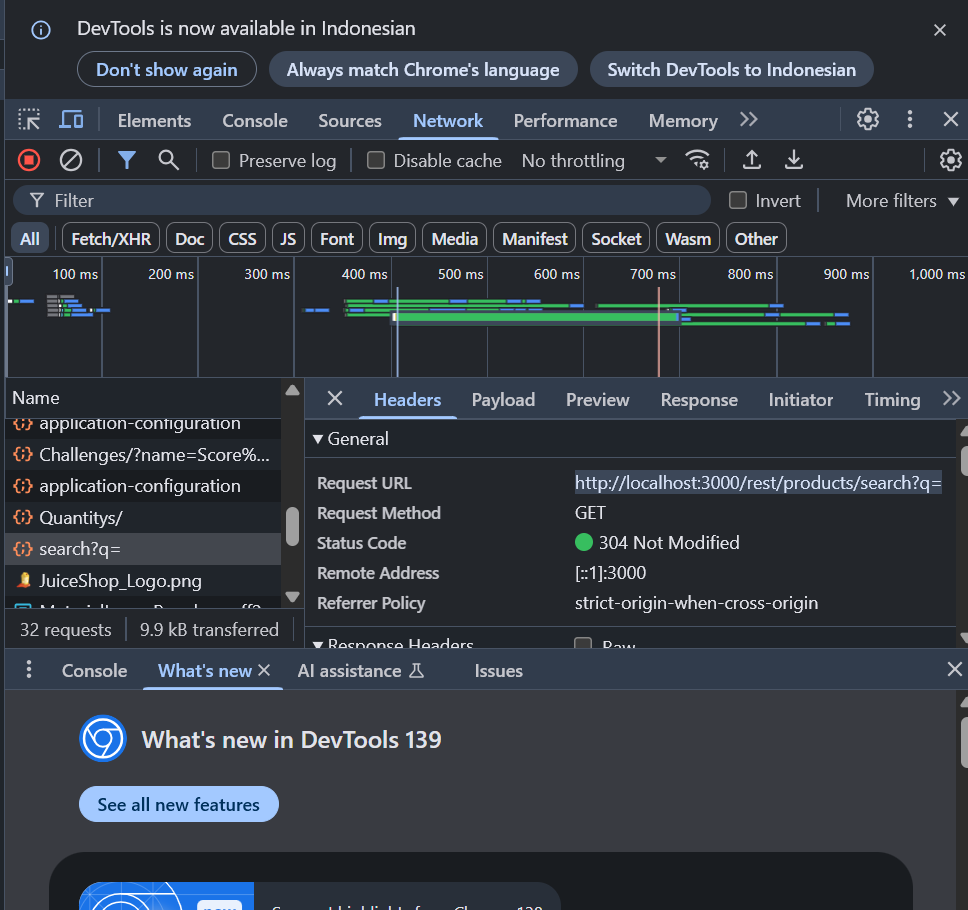 DevTools is now available in Indonesian
Don't show again
Always match Chrome's language
Switch DevTools to Indonesian
Elements Console Sources Network Performance Memory
Preserve log Disable cache No throttling
Filter Invert More filters
All Fetch/XHR Doc CSS JS Font Img Media Manifest Socket Wasm Other
100 ms 200 ms 300 ms 400 ms 500 ms 600 ms 700 ms 800 ms 900 ms 1,000 ms
Name
application-configuration
Challenges/?name=Score%...
application-configuration
Quantitys/
search?q=
JuiceShop_Logo.png
32 requests 9.9 kB transferred
Headers Payload Preview Response Initiator Timing
General
Request URL http://localhost:3000/rest/products/search?q=
Request Method GET
Status Code 304 Not Modified
Remote Address [::1]:3000
Referrer Policy strict-origin-when-cross-origin
Response Headers Raw
Console What's new AI assistance Issues
What's new in DevTools 139
See all new features
new